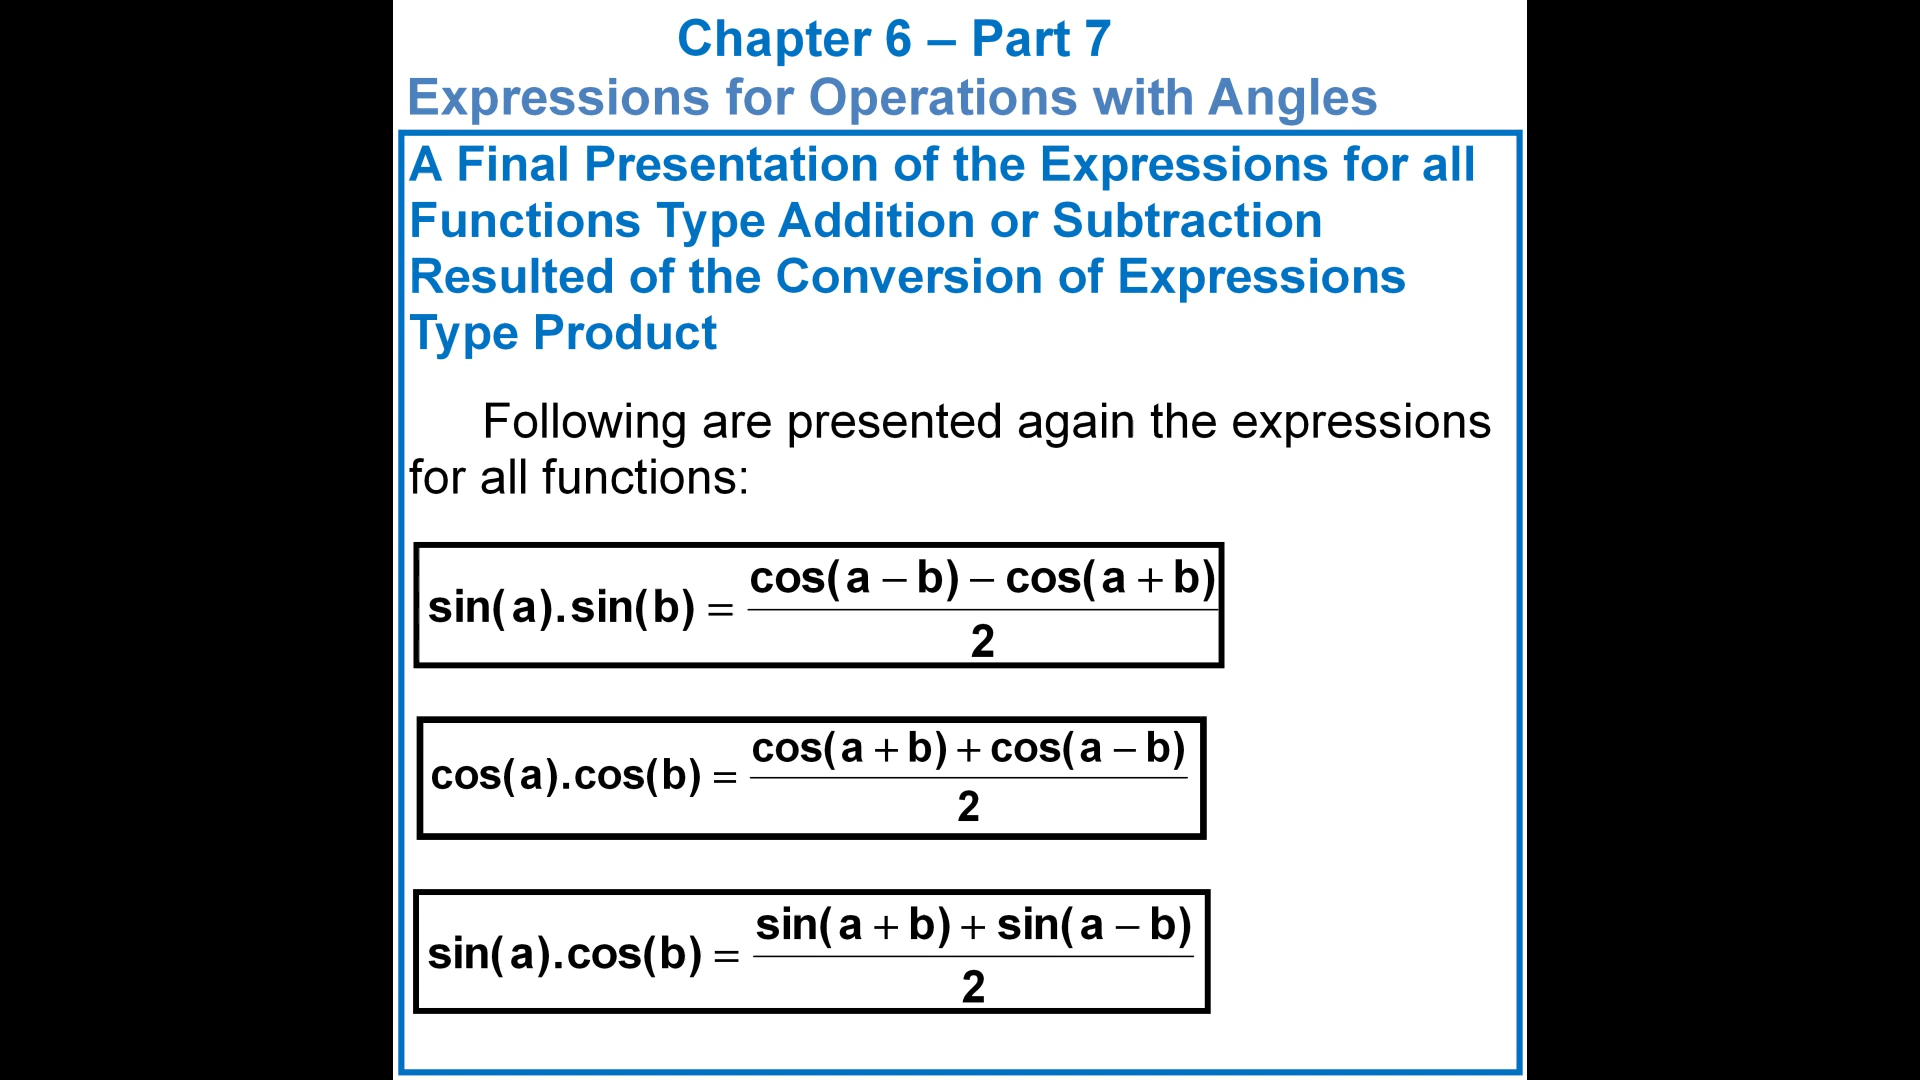 Chapter 6 – Part 7
Expressions for Operations with Angles
A Final Presentation of the Expressions for all
Functions Type Addition or Subtraction
Resulted of the Conversion of Expressions
Type Product
Following are presented again the expressions
for all functions:
sin(a).sin(b) = cos(a − b) − cos(a + b) / 2
cos(a).cos(b) = cos(a + b) + cos(a − b) / 2
sin(a).cos(b) = sin(a + b) + sin(a − b) / 2